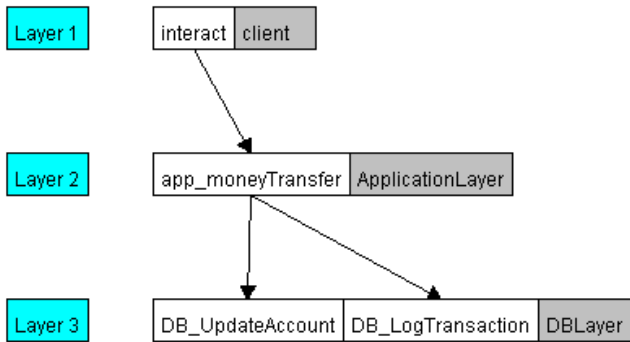 Layer 1 interact client
Layer 2 app_moneyTransfer ApplicationLayer
Layer 3 DB_UpdateAccount DB_LogTransaction DBLayer